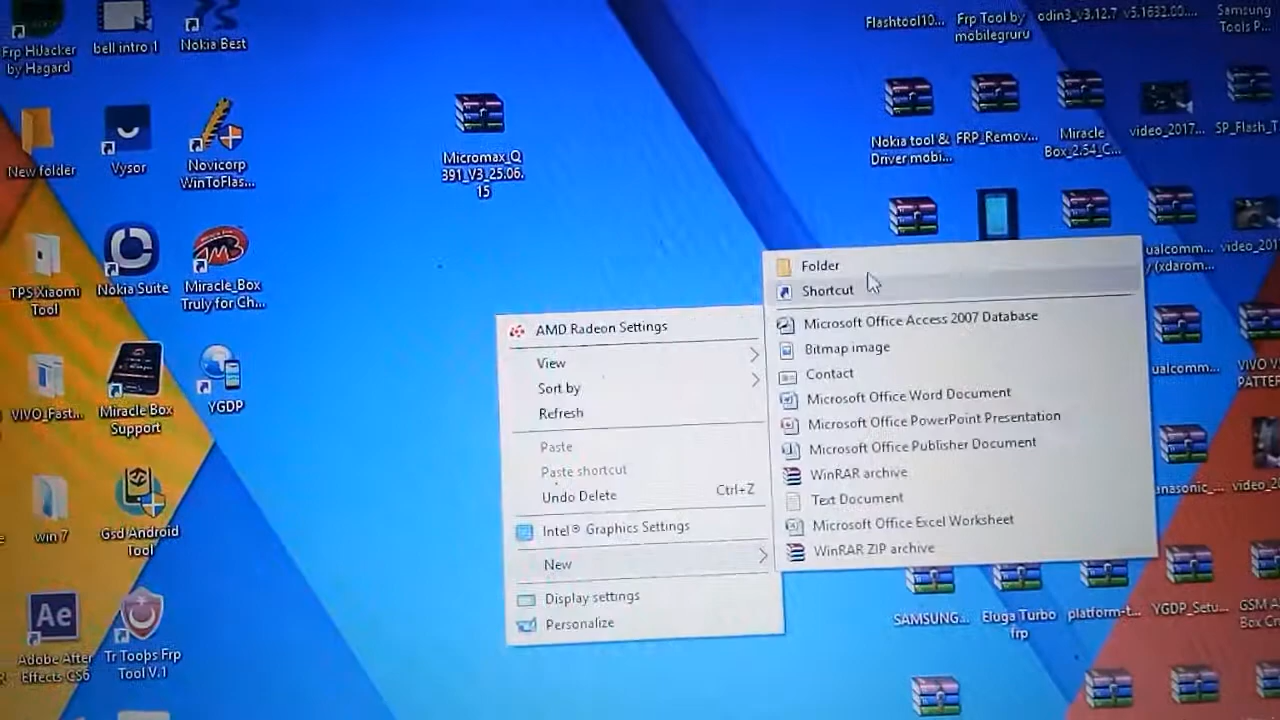 Frp HiJacker
by Hagard
bell intro 1
Nokia Best
New folder
Vysor
Novicorp
WinToFlas...
TPS Xiaomi
Tool
Nokia Suite
Miracle_Box
Truly for Ch...
VIVO_Fast...
Miracle Box
Support
YGDP
win 7
Gsd Android
Tool
Adobe After
Effects CS6
Tr Toops Frp
Tool V.1
Micromax_Q
391_V3_25.06.
15
AMD Radeon Settings
View
Sort by
Refresh
Paste
Paste shortcut
Undo Delete Ctrl+Z
Intel® Graphics Settings
New
Display settings
Personalize
Folder
Shortcut
Microsoft Office Access 2007 Database
Bitmap image
Contact
Microsoft Office Word Document
Microsoft Office PowerPoint Presentation
Microsoft Office Publisher Document
WinRAR archive
Text Document
Microsoft Office Excel Worksheet
WinRAR ZIP archive
Flashtool10...
Frp Tool by
mobilegruru
odin3_v3.12.7
v5.1632.00....
Samsung
Tools P...
Nokia tool &
Driver mobi...
FRP_Remov...
Miracle
Box_2.54_C...
video_2017...
SP_Flash_T
ualcomm...
/ (xdarom...
video_201
ualcomm...
VIVO V
PATTER
anasonic_...
video_20
SAMSUNG...
Eluga Turbo
frp
platform-t...
YGDP_Setu...
GSM A
Box Cr